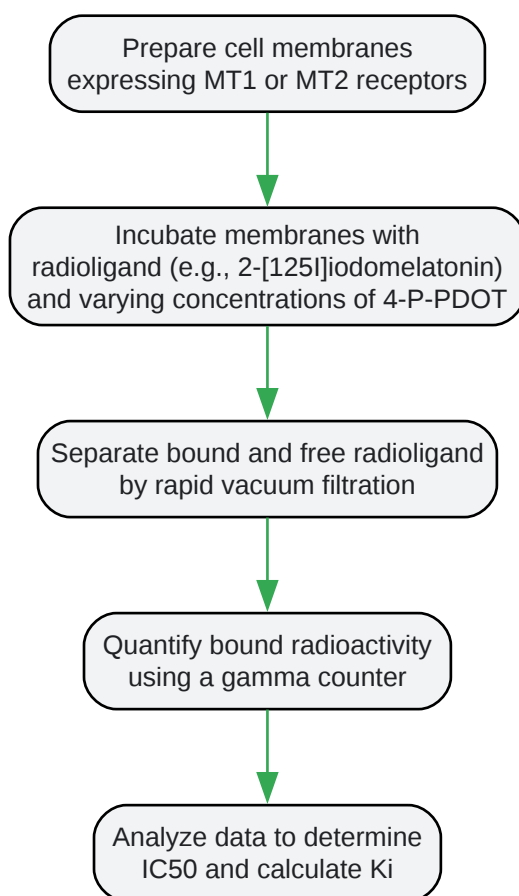 Prepare cell membranes
expressing MT1 or MT2 receptors
Incubate membranes with
radioligand (e.g., 2-[125I]iodomelatonin)
and varying concentrations of 4-P-PDOT
Separate bound and free radioligand
by rapid vacuum filtration
Quantify bound radioactivity
using a gamma counter
Analyze data to determine
IC50 and calculate Ki